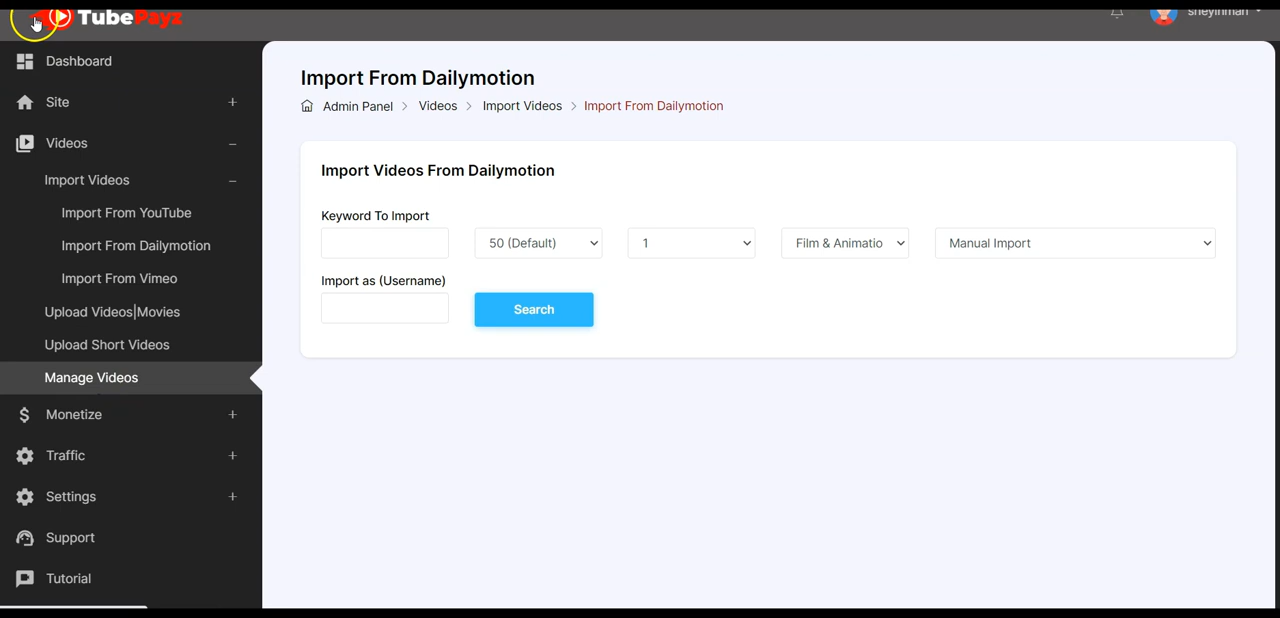 TubePayz
sheyinman
Dashboard
Site
Videos
Import Videos
Import From YouTube
Import From Dailymotion
Import From Vimeo
Upload Videos|Movies
Upload Short Videos
Manage Videos
Monetize
Traffic
Settings
Support
Tutorial
Import From Dailymotion
Admin Panel > Videos > Import Videos > Import From Dailymotion
Import Videos From Dailymotion
Keyword To Import
50 (Default)
1
Film & Animatio
Manual Import
Import as (Username)
Search